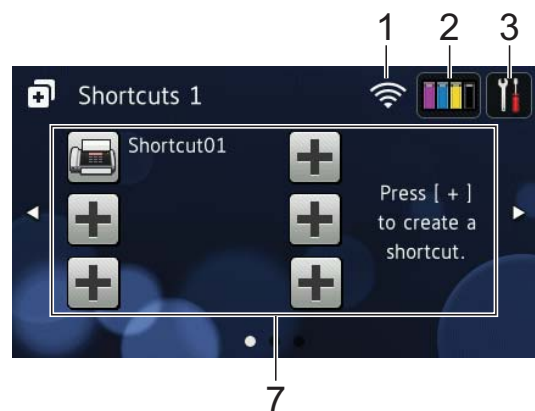 1 2 3
Shortcuts 1
Shortcut01
Press [ + ]
to create a
shortcut.
7